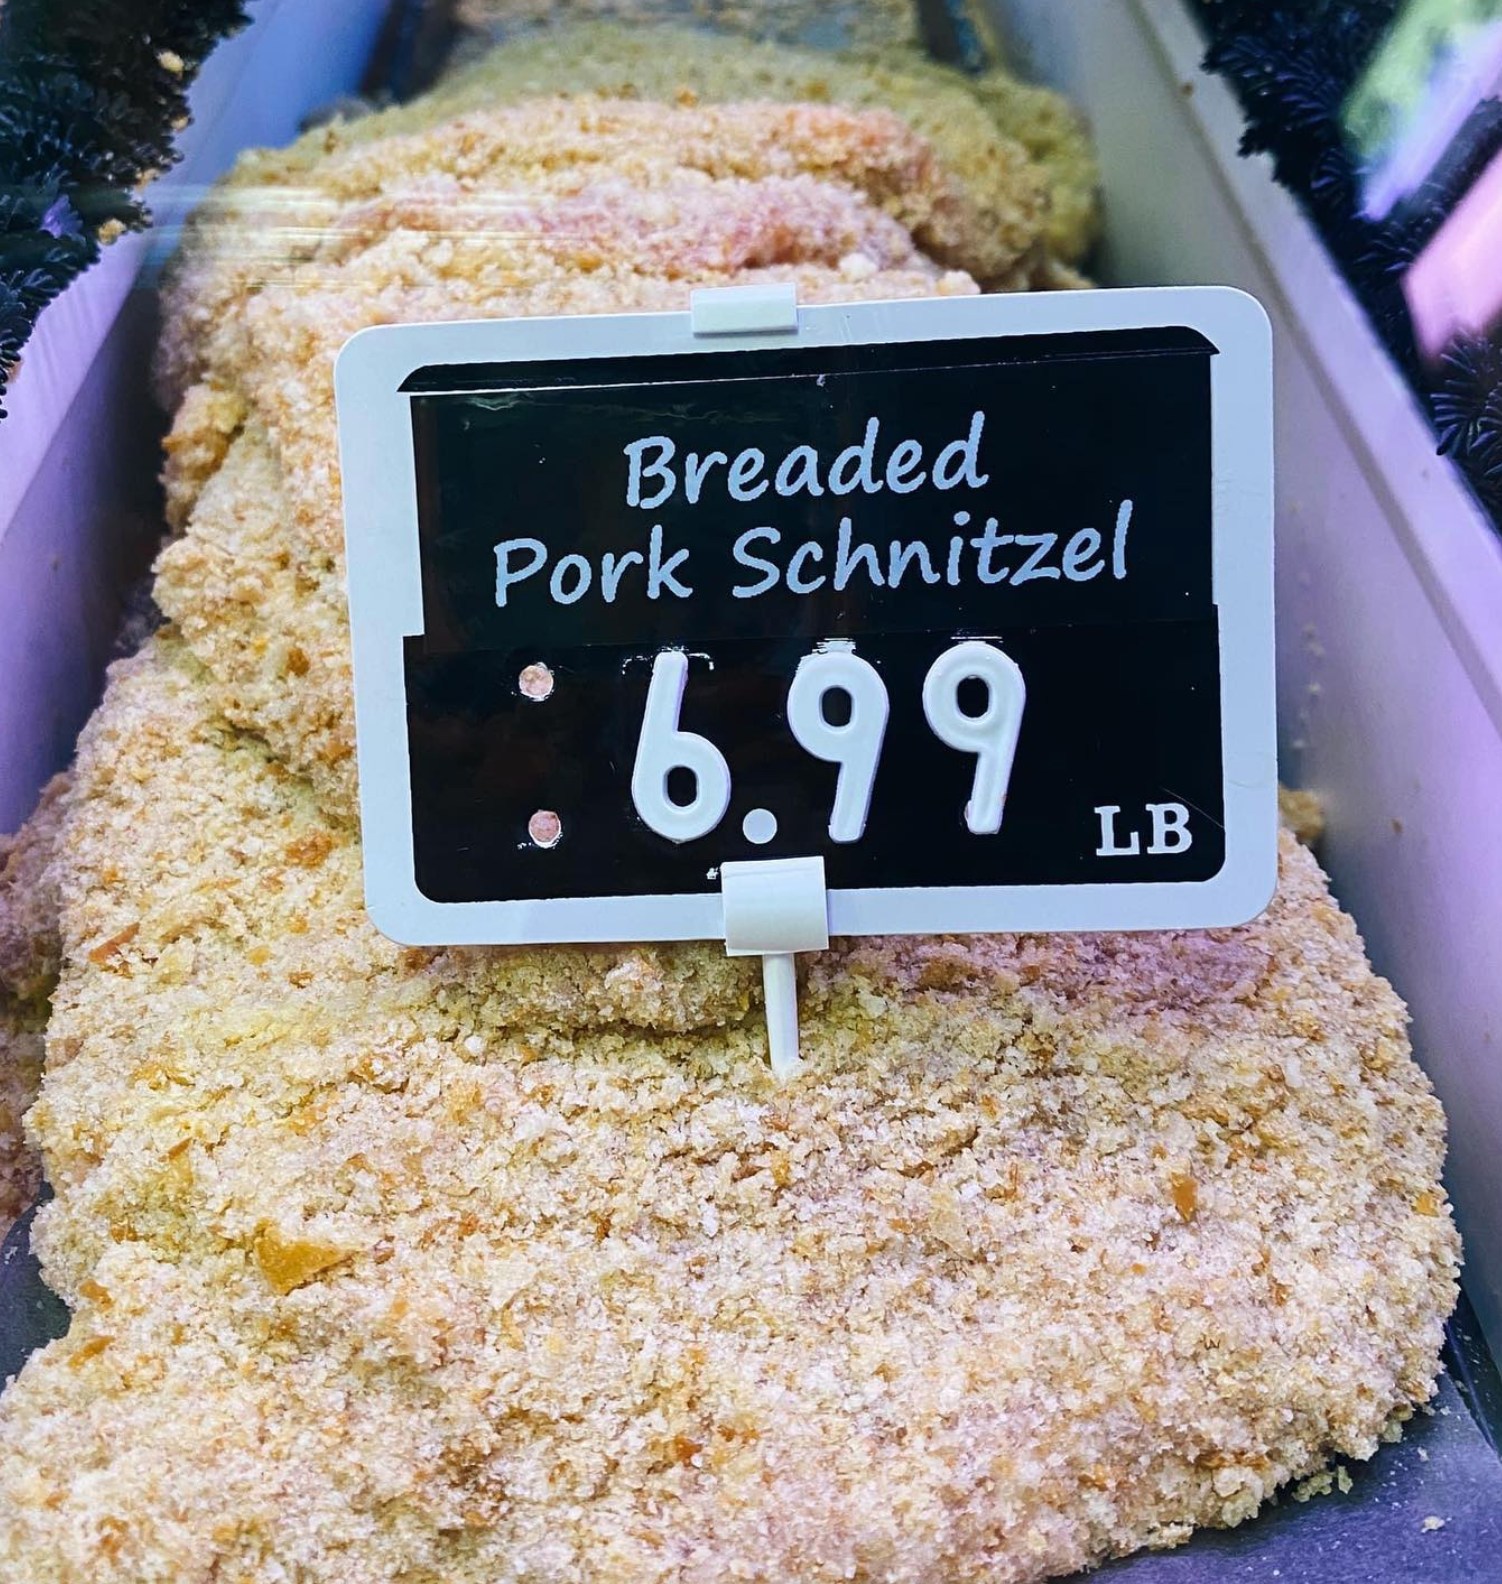 Breaded
Pork Schnitzel
6.99
LB